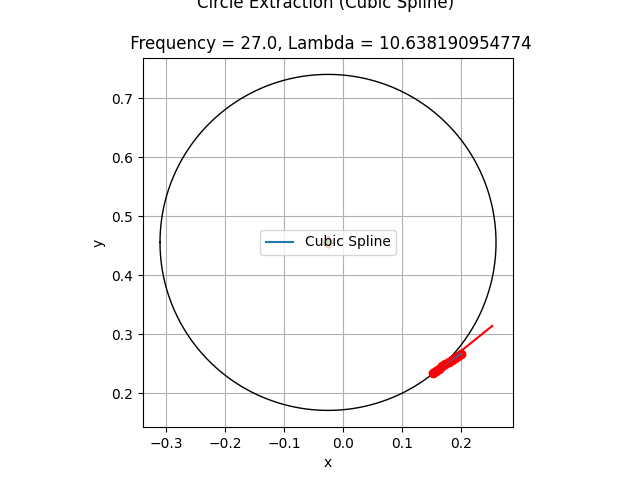 Circle Extraction (Cubic Spline)
Frequency = 27.0, Lambda = 10.638190954774
y
0.7
0.6
0.5
0.4
0.3
0.2
Cubic Spline
−0.3 −0.2 −0.1 0.0 0.1 0.2
x